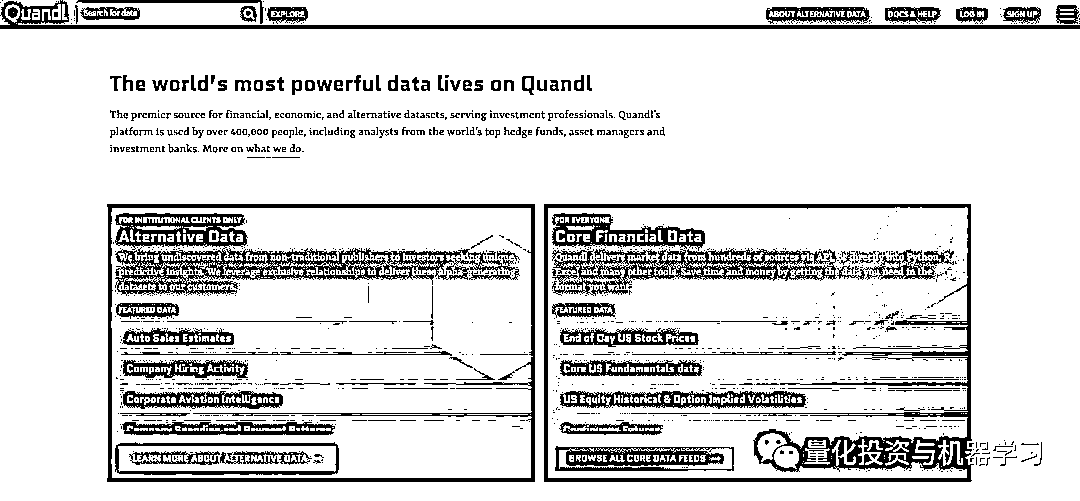 Quandl
Search for data
EXPLORE
ABOUT ALTERNATIVE DATA
DOCS & HELP
LOG IN
SIGN UP
The world's most powerful data lives on Quandl
The premier source for financial, economic, and alternative datasets, serving investment professionals. Quandl's
platform is used by over 400,000 people, including analysts from the world's top hedge funds, asset managers and
investment banks. More on what we do.
FOR INSTITUTIONAL CLIENTS ONLY
Alternative Data
We bring undiscovered data from non-traditional publishers to investors seeking unique,
predictive insights. We leverage exclusive relationships to deliver these alpha-generating
datasets to our customers.
FEATURED DATA
Auto Sales Estimates
Company Hiring Activity
Corporate Aviation Intelligence
LEARN MORE ABOUT ALTERNATIVE DATA
FOR EVERYONE
Core Financial Data
Quandl delivers market data from hundreds of sources via API, or directly into Python,
Excel and many other tools. Save time and money by getting the data you need in the
format you want.
FEATURED DATA
End of Day US Stock Prices
Core US Fundamentals data
US Equity Historical & Option Implied Volatilities
BROWSE ALL CORE DATA FEEDS
量化投资与机器学习